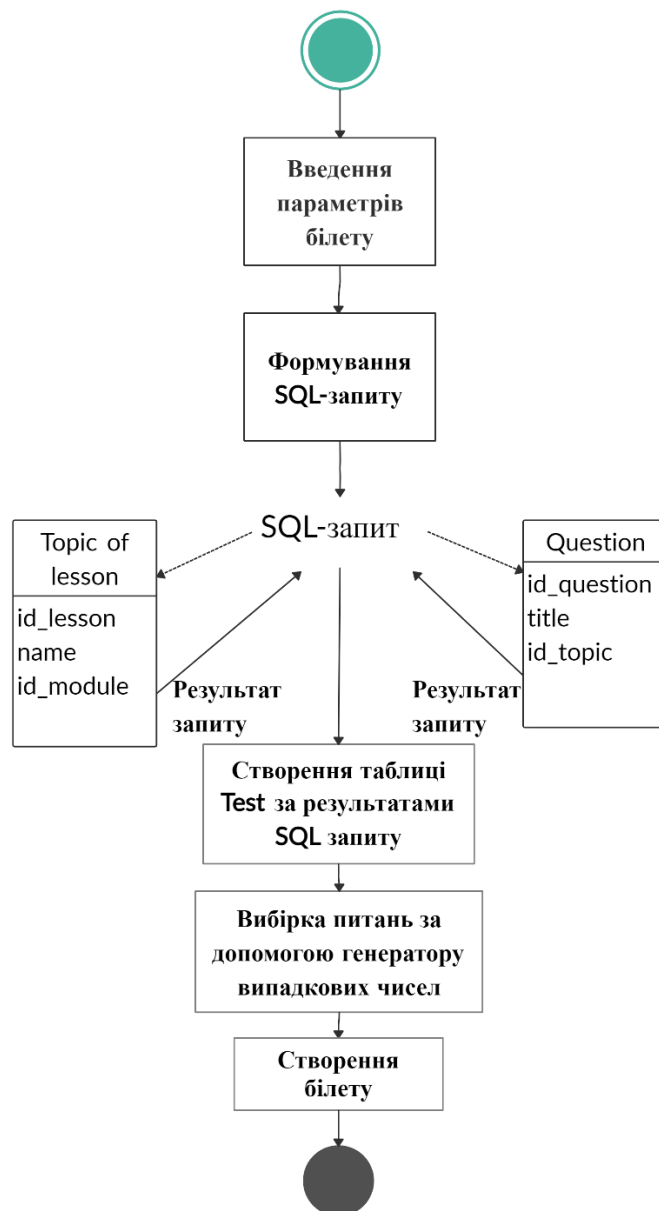 Введення
параметрів
білету
Формування
SQL-запиту
SQL-запит
Topic of
lesson
id_lesson
name
id_module
Question
id_question
title
id_topic
Результат
запиту
Результат
запиту
Створення таблиці
Test за результатами
SQL запиту
Вибірка питань за
допомогою генератору
випадкових чисел
Створення
білету